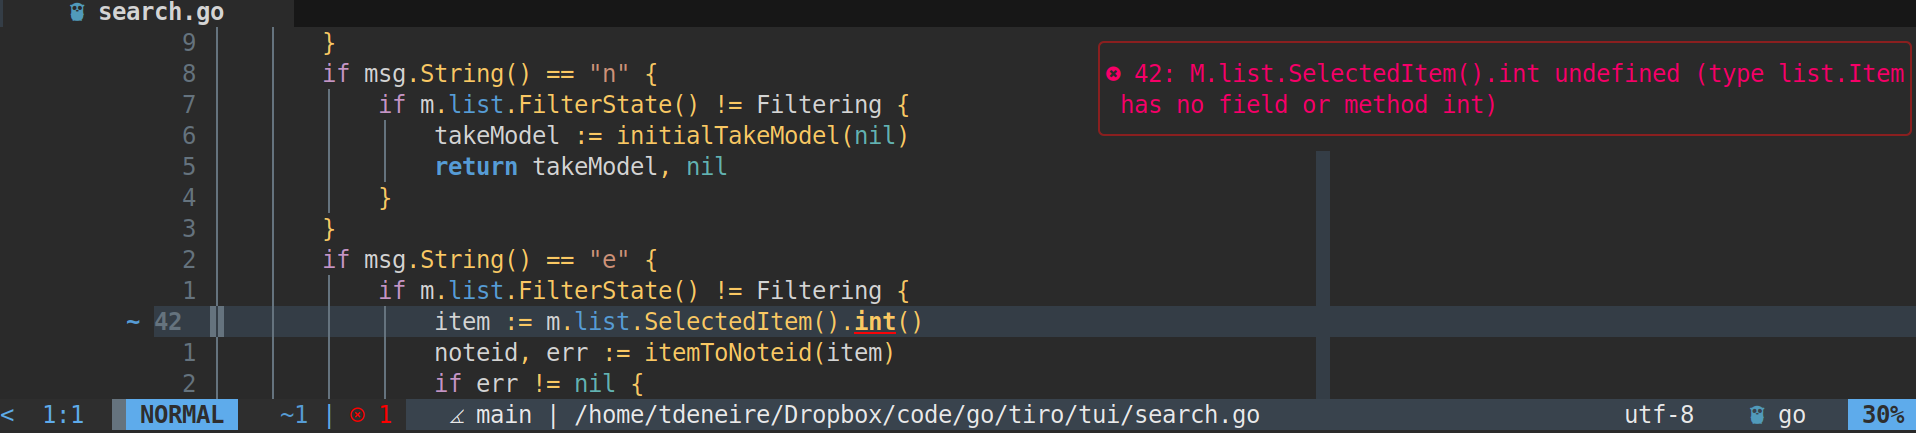 search.go
9 }
8 if msg.String() == "n" {
7 if m.list.FilterState() != Filtering {
6 takeModel := initialTakeModel(nil)
5 return takeModel, nil
4 }
3 }
2 if msg.String() == "e" {
1 if m.list.FilterState() != Filtering {
~ 42 item := m.list.SelectedItem().int()
1 noteid, err := itemToNoteid(item)
2 if err != nil {
42: M.list.SelectedItem().int undefined (type list.Item
has no field or method int)
< 1:1 NORMAL ~1 | 1 main | /home/tdeneire/Dropbox/code/go/tiro/tui/search.go utf-8 go 30%